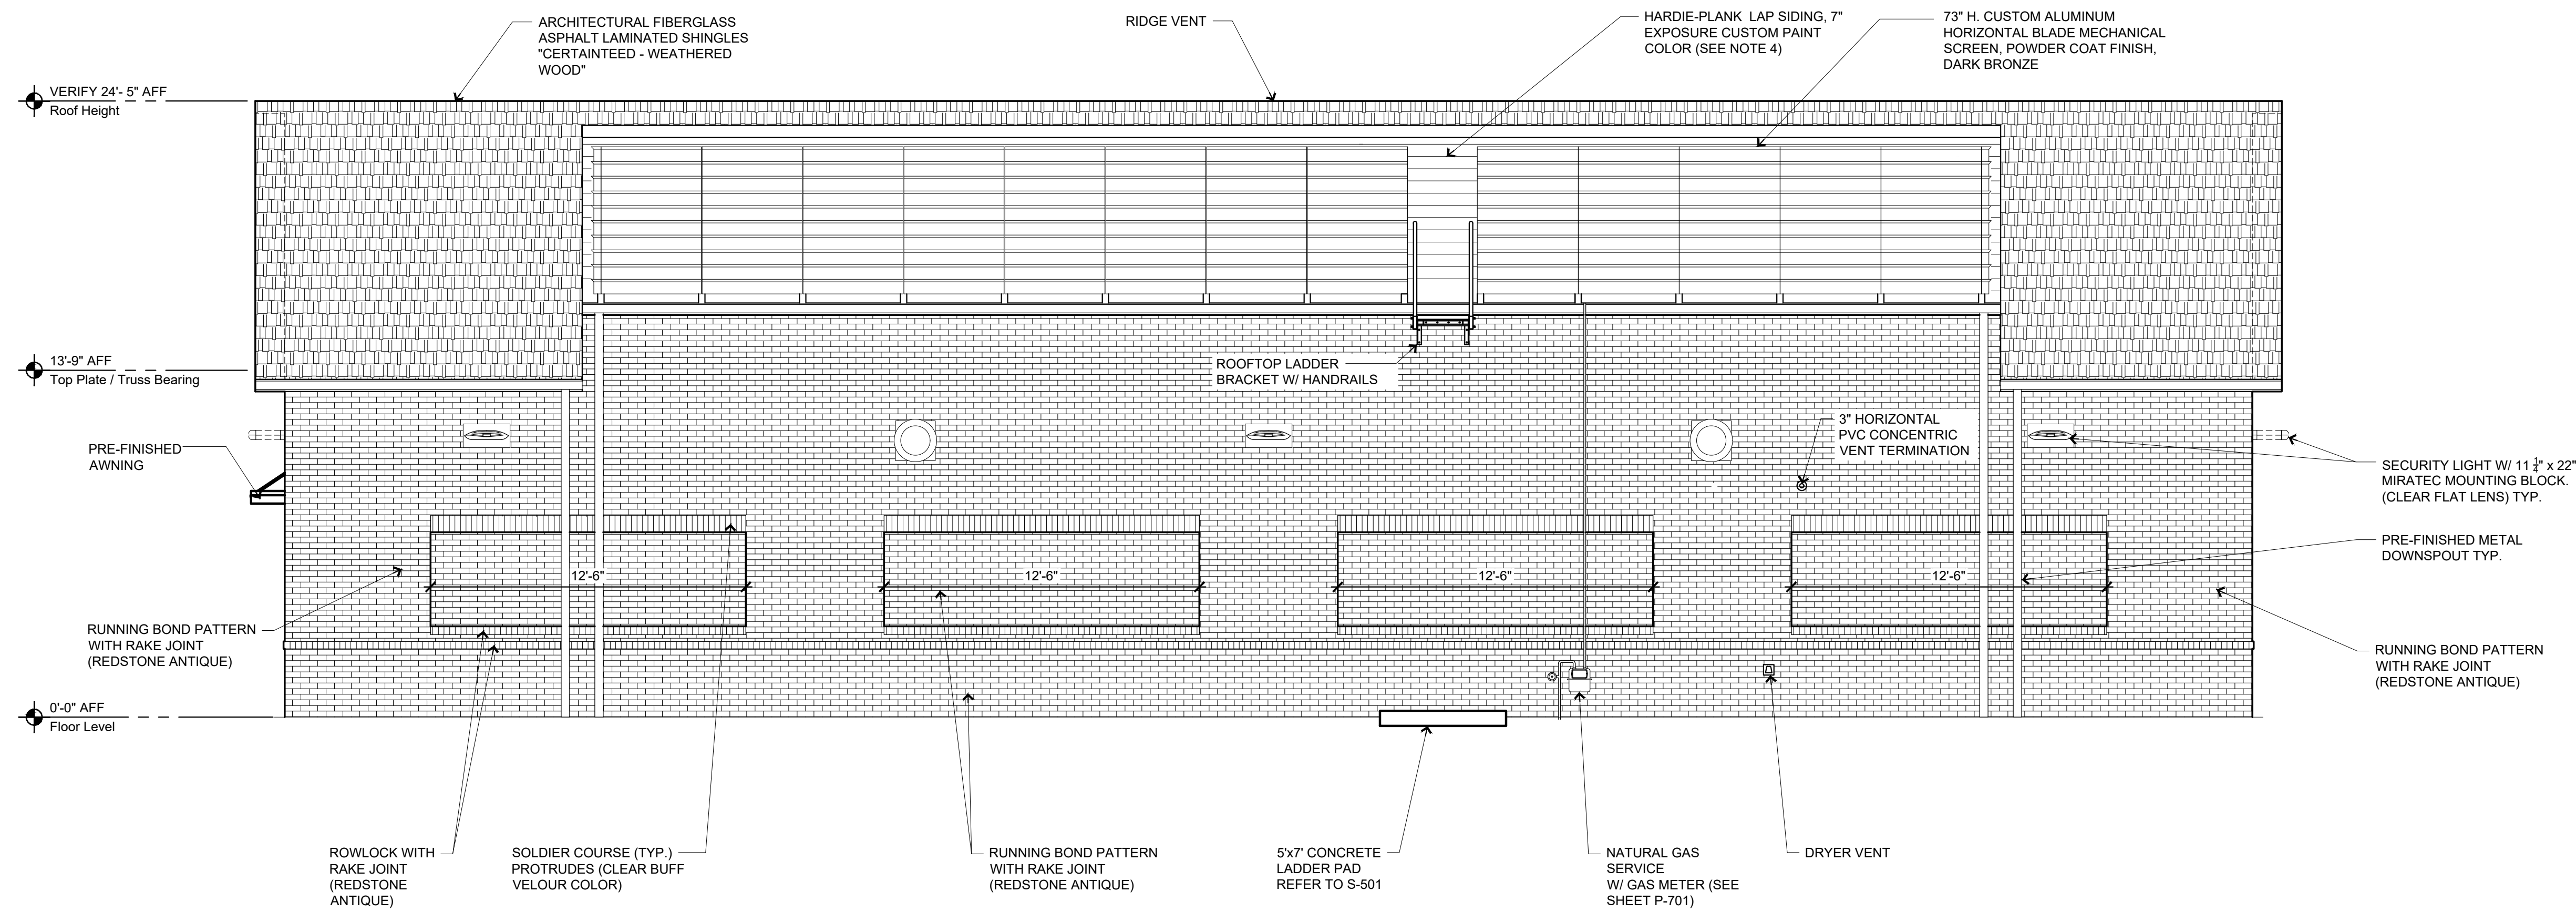 ARCHITECTURAL FIBERGLASS
ASPHALT LAMINATED SHINGLES
"CERTAINTEED - WEATHERED
WOOD"
RIDGE VENT
HARDIE-PLANK LAP SIDING, 7"
EXPOSURE CUSTOM PAINT
COLOR (SEE NOTE 4)
73" H. CUSTOM ALUMINUM
HORIZONTAL BLADE MECHANICAL
SCREEN, POWDER COAT FINISH,
DARK BRONZE
VERIFY 24'- 5" AFF
Roof Height
13'-9" AFF
Top Plate / Truss Bearing
ROOFTOP LADDER
BRACKET W/ HANDRAILS
3" HORIZONTAL
PVC CONCENTRIC
VENT TERMINATION
PRE-FINISHED
AWNING
SECURITY LIGHT W/ 11 1/4" x 22"
MIRATEC MOUNTING BLOCK.
(CLEAR FLAT LENS) TYP.
PRE-FINISHED METAL
DOWNSPOUT TYP.
12'-6"
12'-6"
12'-6"
12'-6"
RUNNING BOND PATTERN
WITH RAKE JOINT
(REDSTONE ANTIQUE)
RUNNING BOND PATTERN
WITH RAKE JOINT
(REDSTONE ANTIQUE)
0'-0" AFF
Floor Level
ROWLOCK WITH
RAKE JOINT
(REDSTONE
ANTIQUE)
SOLDIER COURSE (TYP.)
PROTRUDES (CLEAR BUFF
VELOUR COLOR)
RUNNING BOND PATTERN
WITH RAKE JOINT
(REDSTONE ANTIQUE)
5'x7' CONCRETE
LADDER PAD
REFER TO S-501
NATURAL GAS
SERVICE
W/ GAS METER (SEE
SHEET P-701)
DRYER VENT